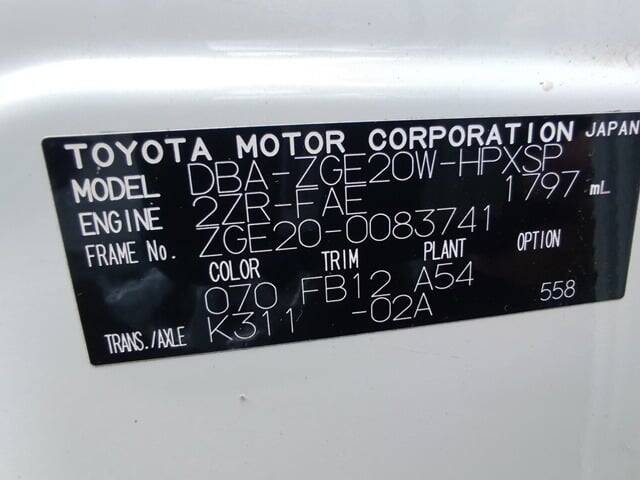 TOYOTA MOTOR CORPORATION JAPAN
MODEL DBA-ZGE20W-HPXSP
ENGINE 2ZR-FAE 1797 mL
FRAME No. ZGE20-0083741
COLOR TRIM PLANT OPTION
070 FB12 A54 558
TRANS./AXLE K311 -02A